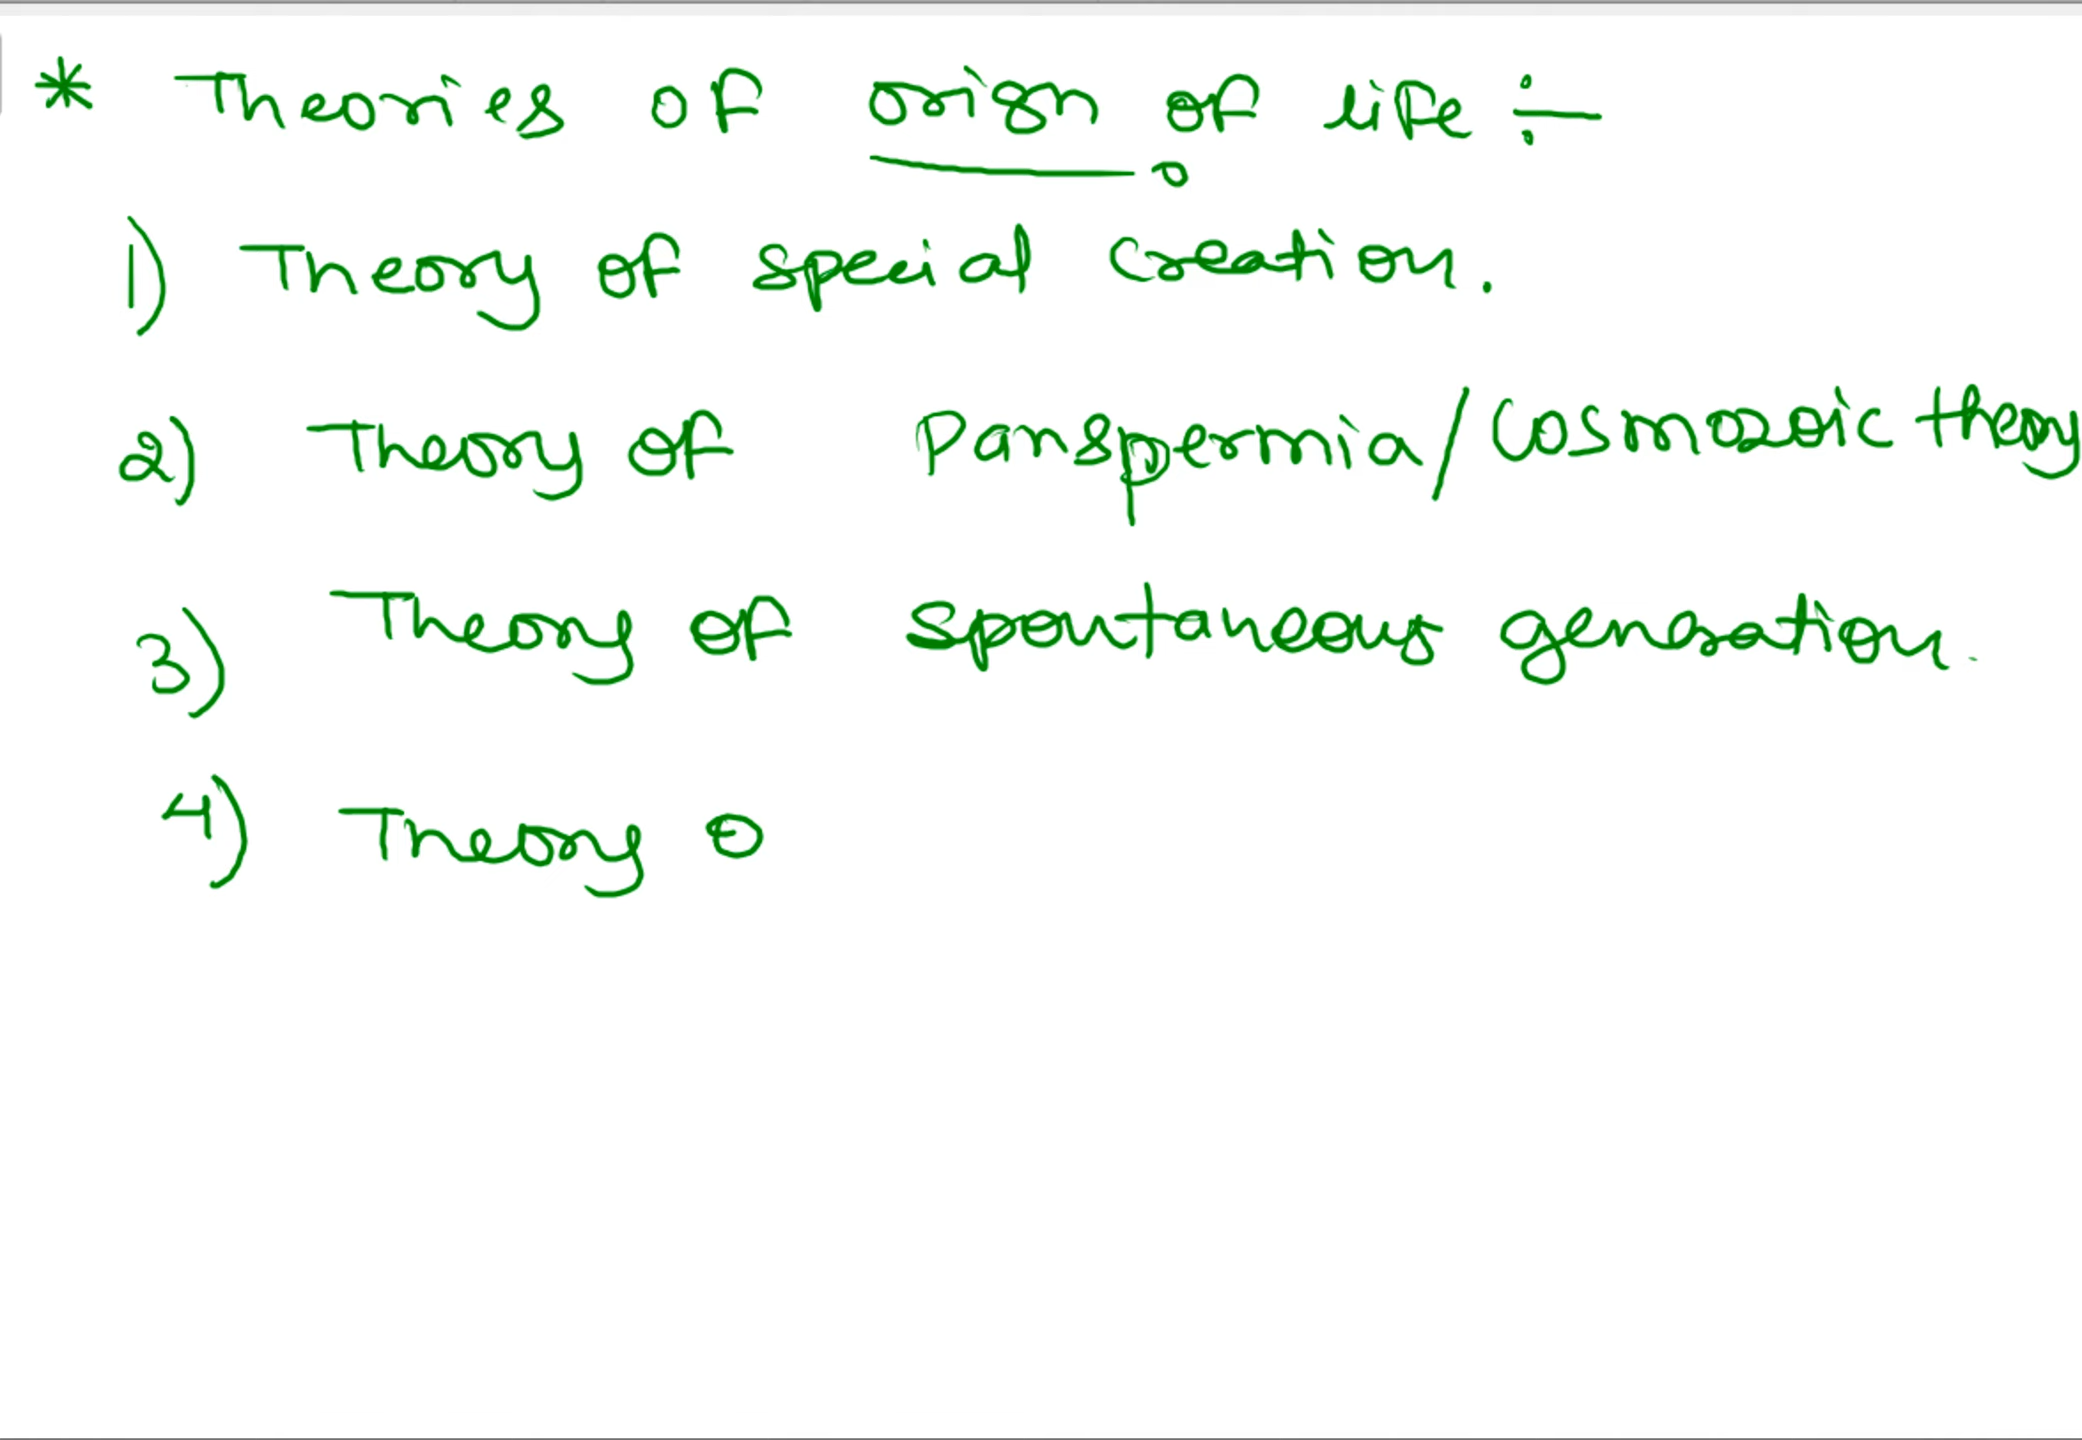 * Theories of orign of life :-
1) Theory of special creation.
2) Theory of Panspermia/Cosmozoic theory
3) Theory of spontaneous generation.
4) Theory o